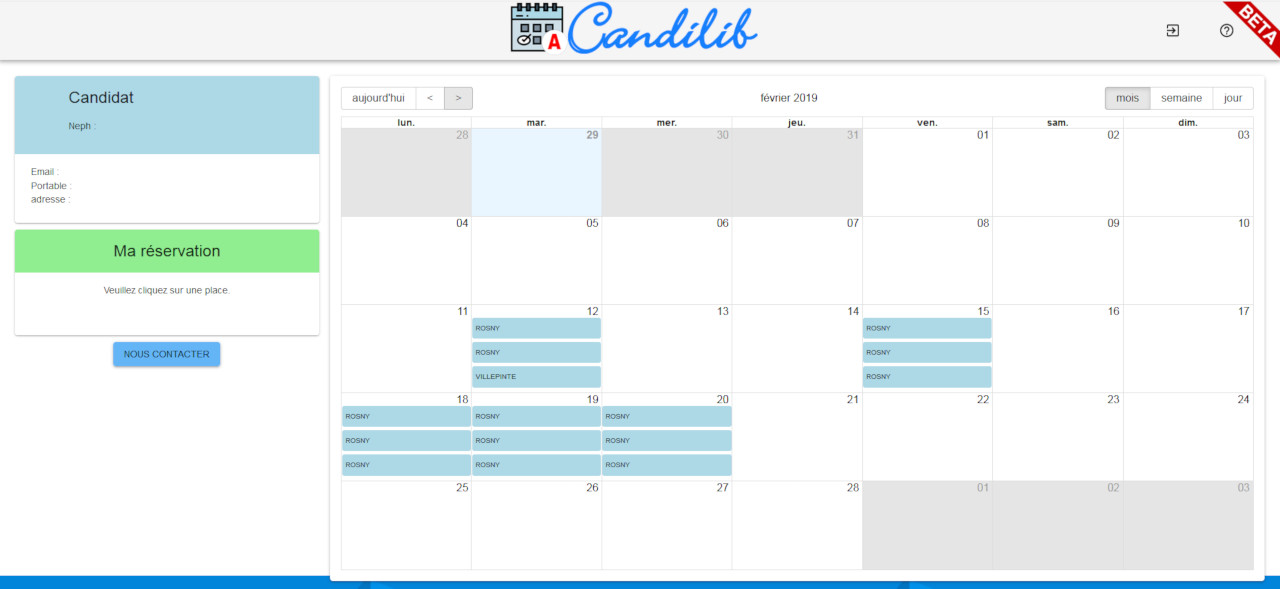 A Candilib
BETA
Candidat
Neph :
Email :
Portable :
adresse :
Ma réservation
Veuillez cliquez sur une place.
NOUS CONTACTER
aujourd'hui < > février 2019 mois semaine jour
lun. mar. mer. jeu. ven. sam. dim.
28 29 30 31 01 02 03
04 05 06 07 08 09 10
11 12 13 14 15 16 17
ROSNY ROSNY
ROSNY ROSNY
VILLEPINTE ROSNY
18 19 20 21 22 23 24
ROSNY ROSNY ROSNY
ROSNY ROSNY ROSNY
ROSNY ROSNY ROSNY
25 26 27 28 01 02 03